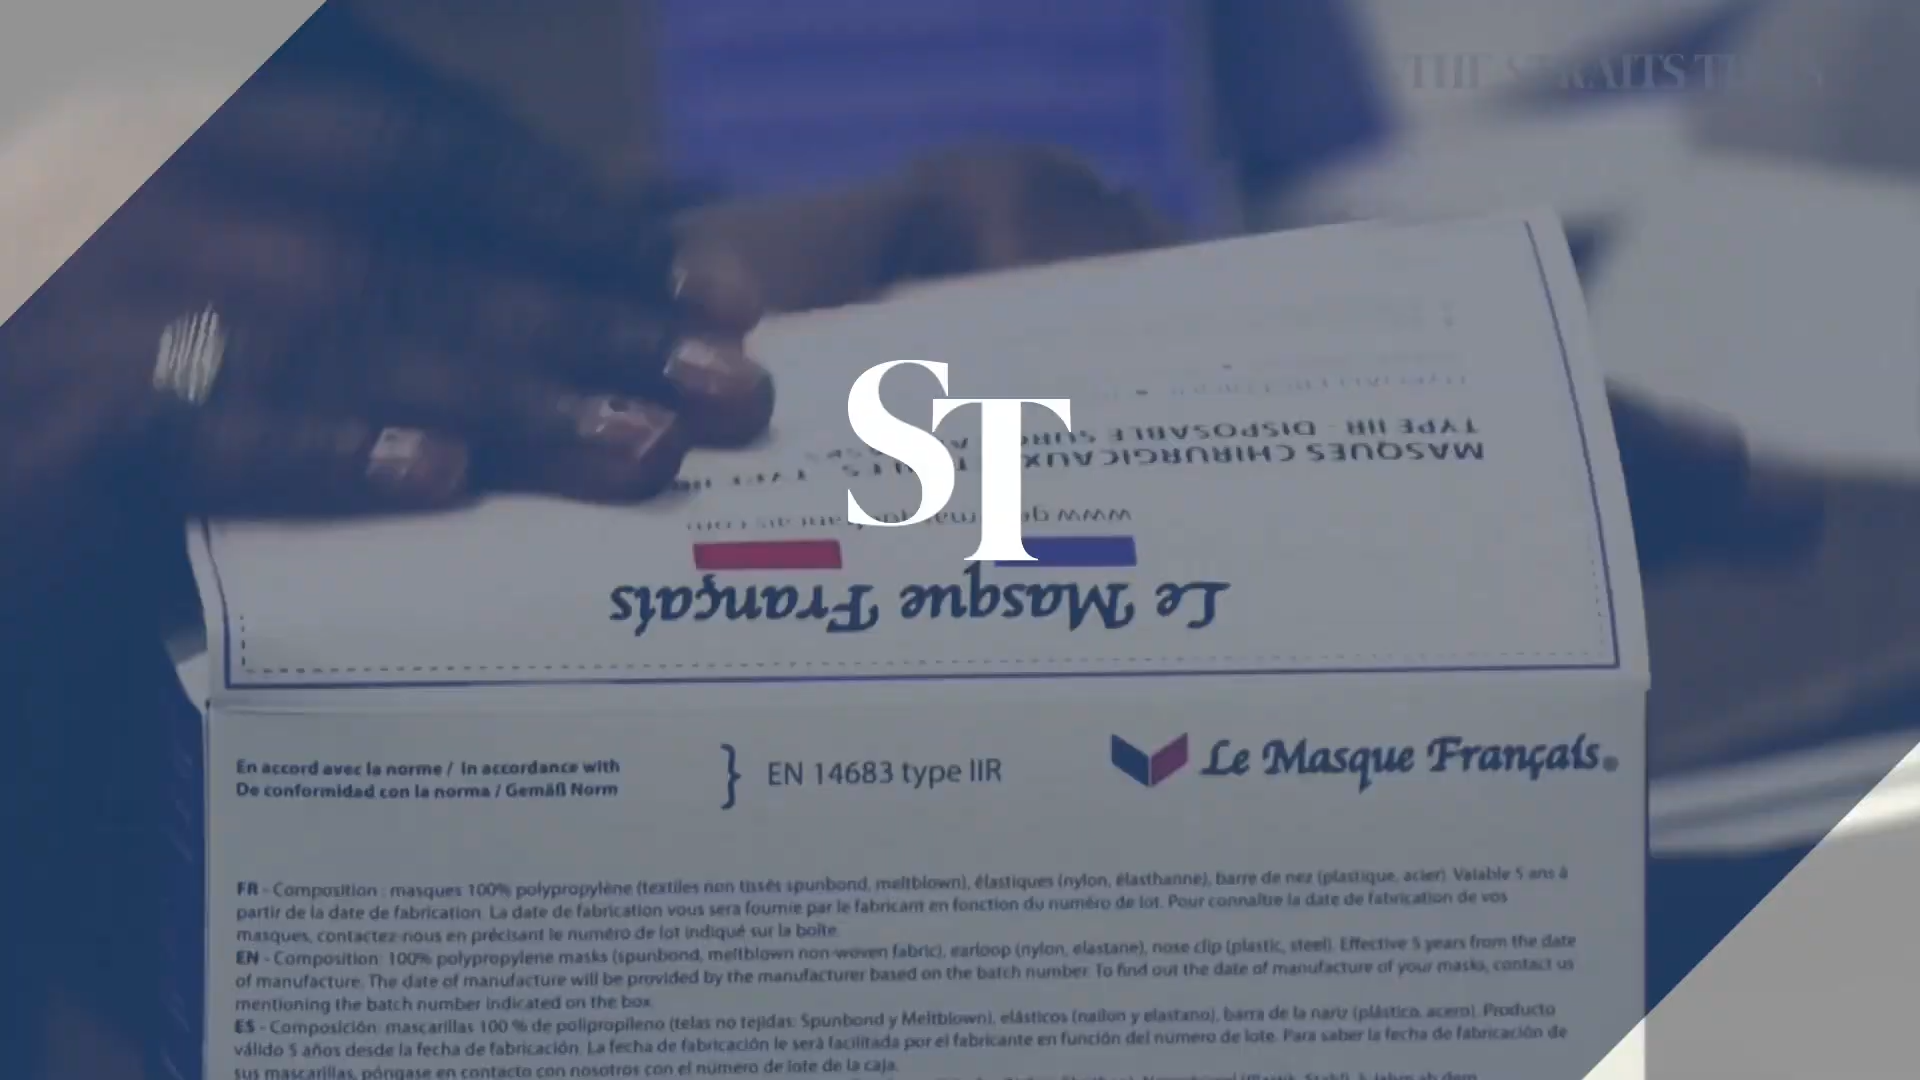 THE STRAITS T
ST
TYPE IIR - DISPOSABLE SURG
MASQUES CHIRURGICAUX
Le Masque Français
En accord avec la norme / In accordance with
De conformidad con la norma / Gemäß Norm
} EN 14683 type IIR
Le Masque Français®
FR - Composition : masques 100% polypropylène (textiles non tissés spunbond, meltblown), élastiques (nylon, élasthanne), barre de nez (plastique, acier). Valable 5 ans à
partir de la date de fabrication. La date de fabrication vous sera fournie par le fabricant en fonction du numéro de lot. Pour connaître la date de fabrication de vos
masques, contactez-nous en précisant le numéro de lot indiqué sur la boîte.
EN - Composition: 100% polypropylene masks (spunbond, meltblown non-woven fabric), earloop (nylon, elastane), nose clip (plastic, steel). Effective 5 years from the date
of manufacture. The date of manufacture will be provided by the manufacturer based on the batch number. To find out the date of manufacture of your masks, contact us
mentioning the batch number indicated on the box.
ES - Composición: mascarillas 100 % de polipropileno (telas no tejidas: Spunbond y Meltblown), elásticos (nailon y elastano), barra de la nariz (plástico, acero). Producto
válido 5 años desde la fecha de fabricación. La fecha de fabricación le será facilitada por el fabricante en función del numero de lote. Para saber la fecha de fabricación de
sus mascarillas, póngase en contacto con nosotros con el número de lote de la caja.